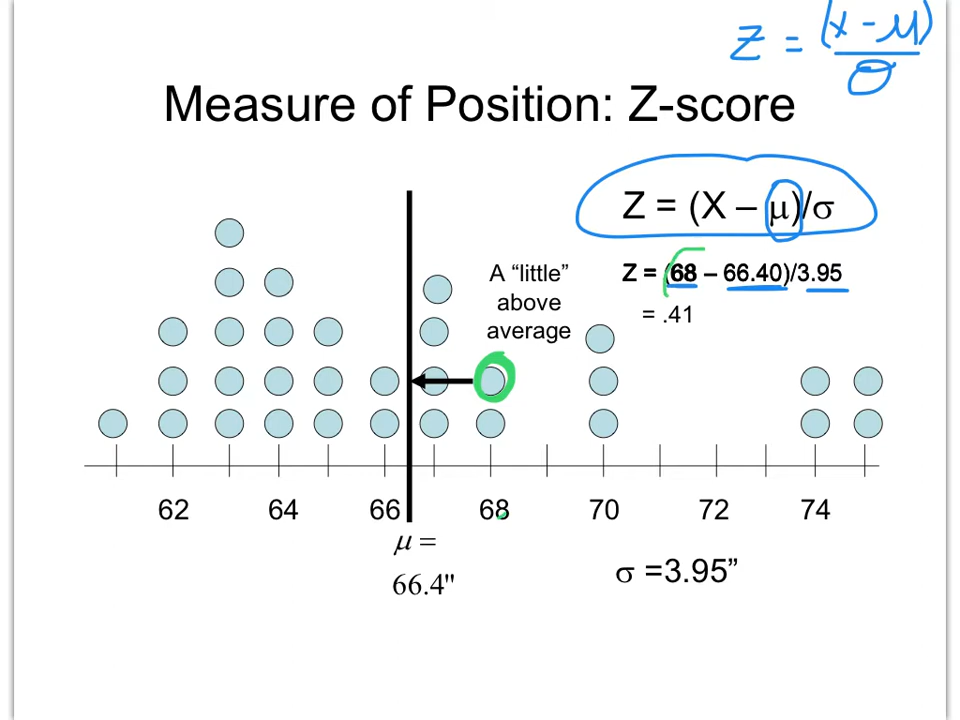 Z = (x - μ)
σ
Measure of Position: Z-score
Z = (X – μ)/σ
A “little”
above
average
Z = (68 – 66.40)/3.95
= .41
62 64 66 68 70 72 74
μ =
66.4"
σ =3.95”